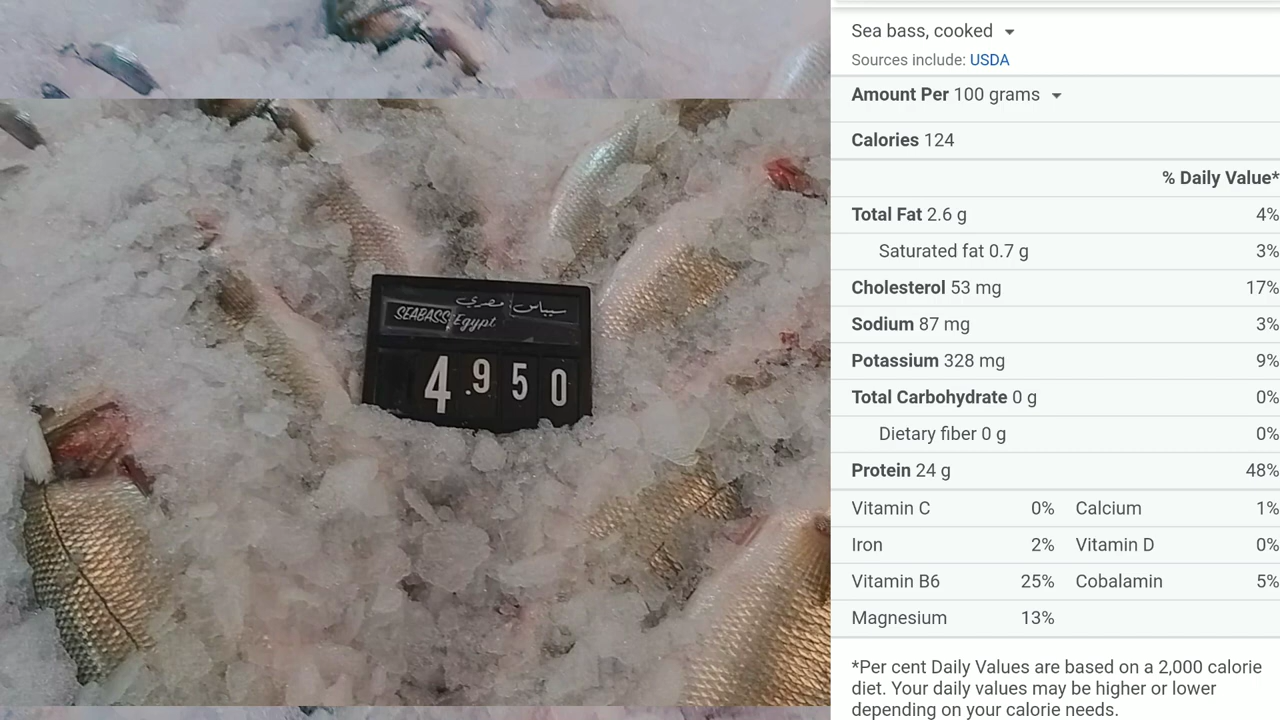 سيباس مصري
SEABASS Egypt
4.950
Sea bass, cooked
Sources include: USDA
Amount Per 100 grams
Calories 124
% Daily Value*
Total Fat 2.6 g 4%
Saturated fat 0.7 g 3%
Cholesterol 53 mg 17%
Sodium 87 mg 3%
Potassium 328 mg 9%
Total Carbohydrate 0 g 0%
Dietary fiber 0 g 0%
Protein 24 g 48%
Vitamin C 0% Calcium 1%
Iron 2% Vitamin D 0%
Vitamin B6 25% Cobalamin 5%
Magnesium 13%
*Per cent Daily Values are based on a 2,000 calorie
diet. Your daily values may be higher or lower
depending on your calorie needs.